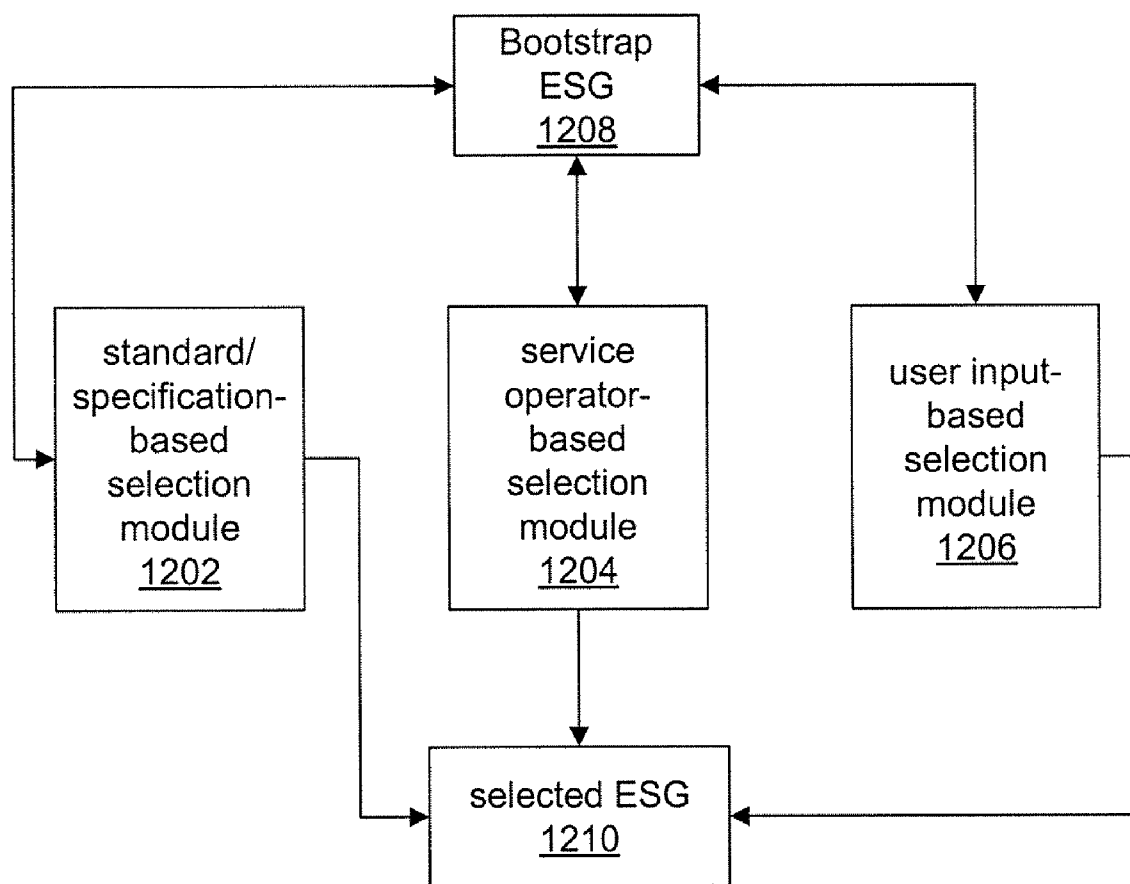 Bootstrap
ESG
1208
standard/
specification-
based
selection
module
1202
service
operator-
based
selection
module
1204
user input-
based
selection
module
1206
selected ESG
1210